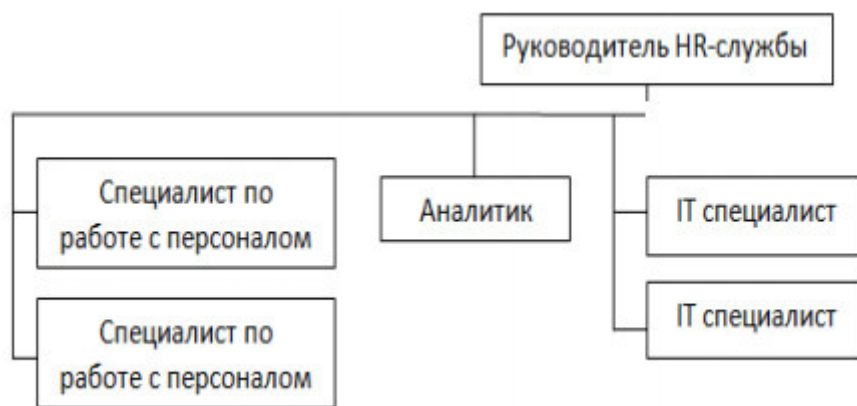 Руководитель HR-службы
Специалист по
работе с персоналом
Аналитик
IT специалист
Специалист по
работе с персоналом
IT специалист